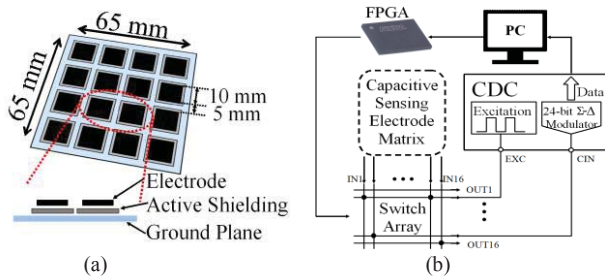 65 mm
65 mm
10 mm
5 mm
Electrode
Active Shielding
Ground Plane
(a)
FPGA
PC
Capacitive
Sensing
Electrode
Matrix
CDC
Data
Excitation
24-bit Σ-Δ
Modulator
EXC
CIN
IN1
IN16
OUT1
Switch
Array
OUT16
(b)